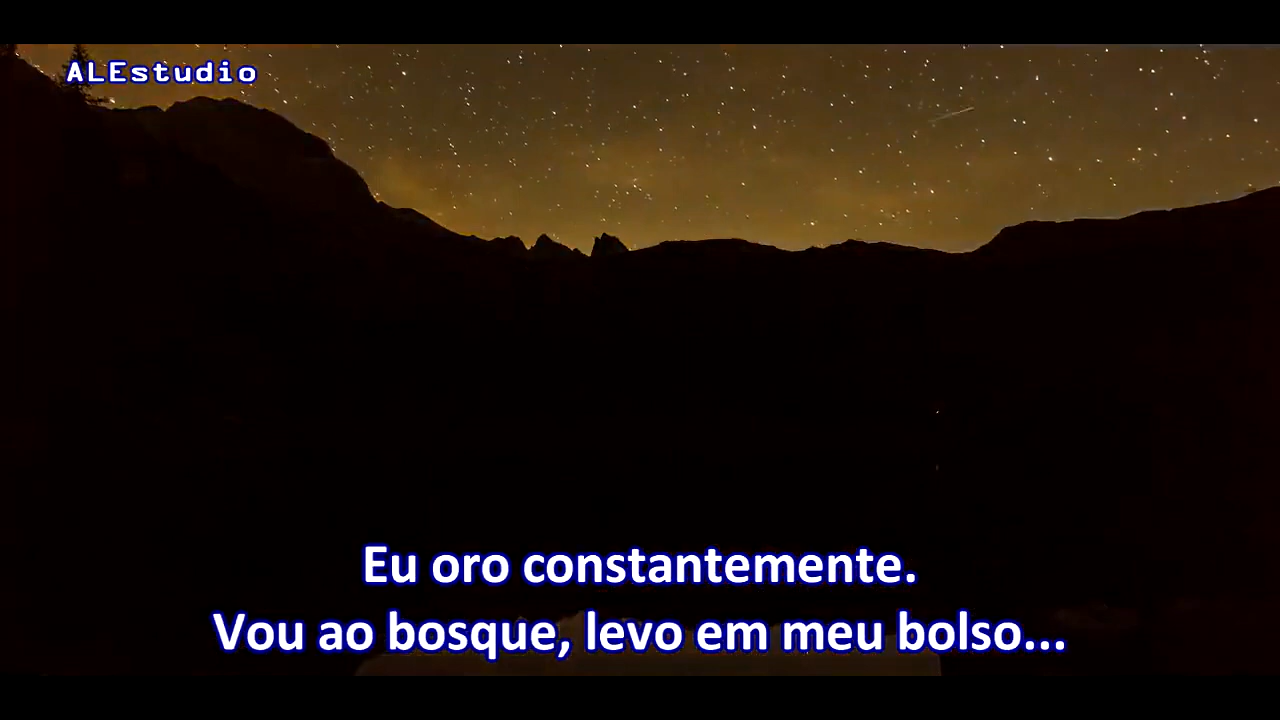 ALEstudio
Eu oro constantemente.
Vou ao bosque, levo em meu bolso...